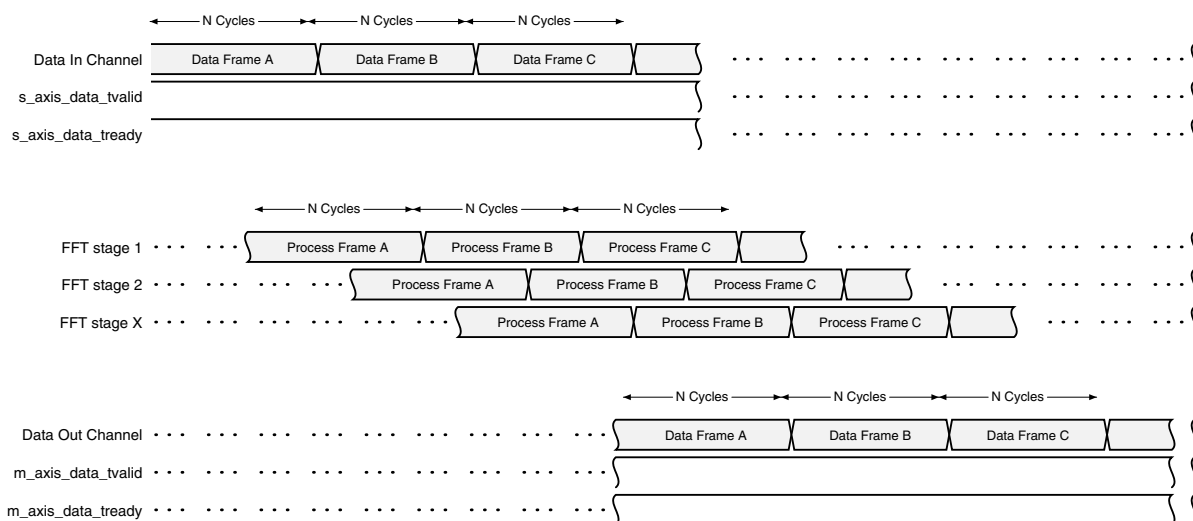 N Cycles N Cycles N Cycles
Data In Channel Data Frame A Data Frame B Data Frame C
s_axis_data_tvalid
s_axis_data_tready
N Cycles N Cycles N Cycles
FFT stage 1 Process Frame A Process Frame B Process Frame C
FFT stage 2 Process Frame A Process Frame B Process Frame C
FFT stage X Process Frame A Process Frame B Process Frame C
N Cycles N Cycles N Cycles
Data Out Channel Data Frame A Data Frame B Data Frame C
m_axis_data_tvalid
m_axis_data_tready